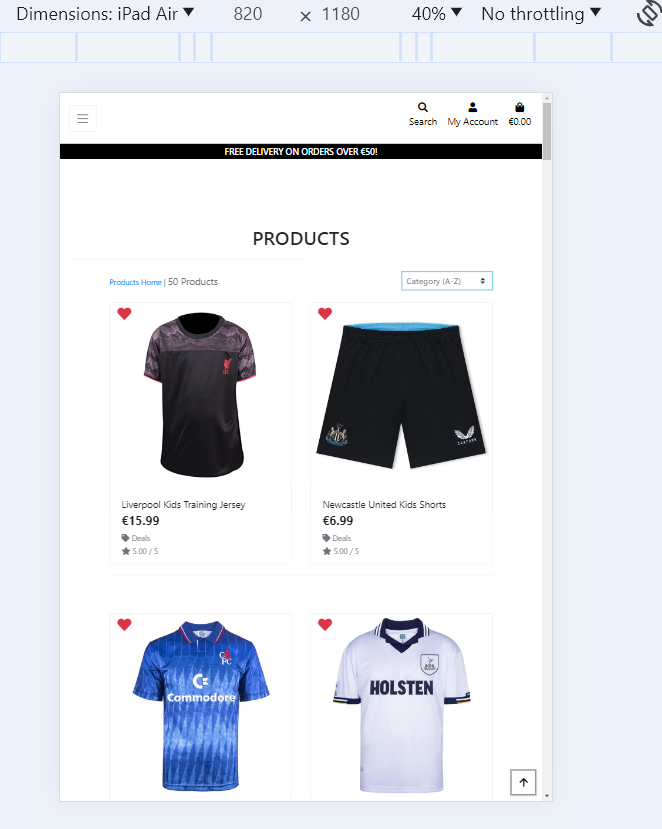 Dimensions: iPad Air 820 × 1180 40% No throttling
Search My Account €0.00
FREE DELIVERY ON ORDERS OVER €50!
PRODUCTS
Products Home | 50 Products
Category (A-Z)
Liverpool Kids Training Jersey
€15.99
Deals
5.00 / 5
Newcastle United Kids Shorts
€6.99
Deals
5.00 / 5
CFC
Commodore
HOLSTEN